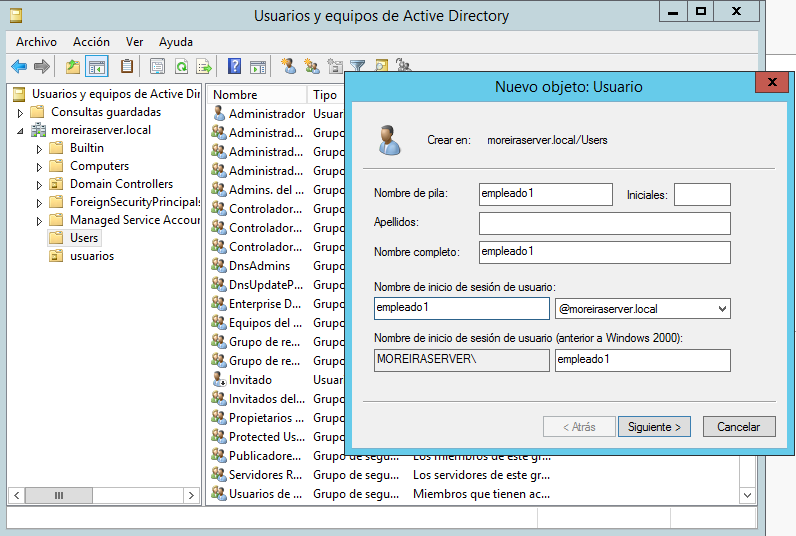 Usuarios y equipos de Active Directory
Archivo Acción Ver Ayuda
Usuarios y equipos de Active Dire
Consultas guardadas
moreiraserver.local
Builtin
Computers
Domain Controllers
ForeignSecurityPrincipals
Managed Service Accour
Users
usuarios
Nombre Tipo
Administrador Usuar
Administrad... Grupo
Administrad... Grupo
Administrad... Grupo
Admins. del ... Grupo
Controlador... Grupo
Controlador... Grupo
Controlador... Grupo
DnsAdmins Grupo
DnsUpdateP... Grupo
Enterprise D... Grupo
Equipos del ... Grupo
Grupo de re... Grupo
Grupo de re... Grupo
Invitado Usuar
Invitados del... Grupo
Propietarios ... Grupo
Protected Us... Grupo
Publicadore... Grupo de segu... Los miembros de este gr...
Servidores R... Grupo de segu... Los servidores de este gr...
Usuarios de ... Grupo de segu... Miembros que tienen ac...
Nuevo objeto: Usuario
Crear en: moreiraserver.local/Users
Nombre de pila: empleado1 Iniciales:
Apellidos:
Nombre completo: empleado1
Nombre de inicio de sesión de usuario:
empleado1 @moreiraserver.local
Nombre de inicio de sesión de usuario (anterior a Windows 2000):
MOREIRASERVER\ empleado1
< Atrás Siguiente > Cancelar